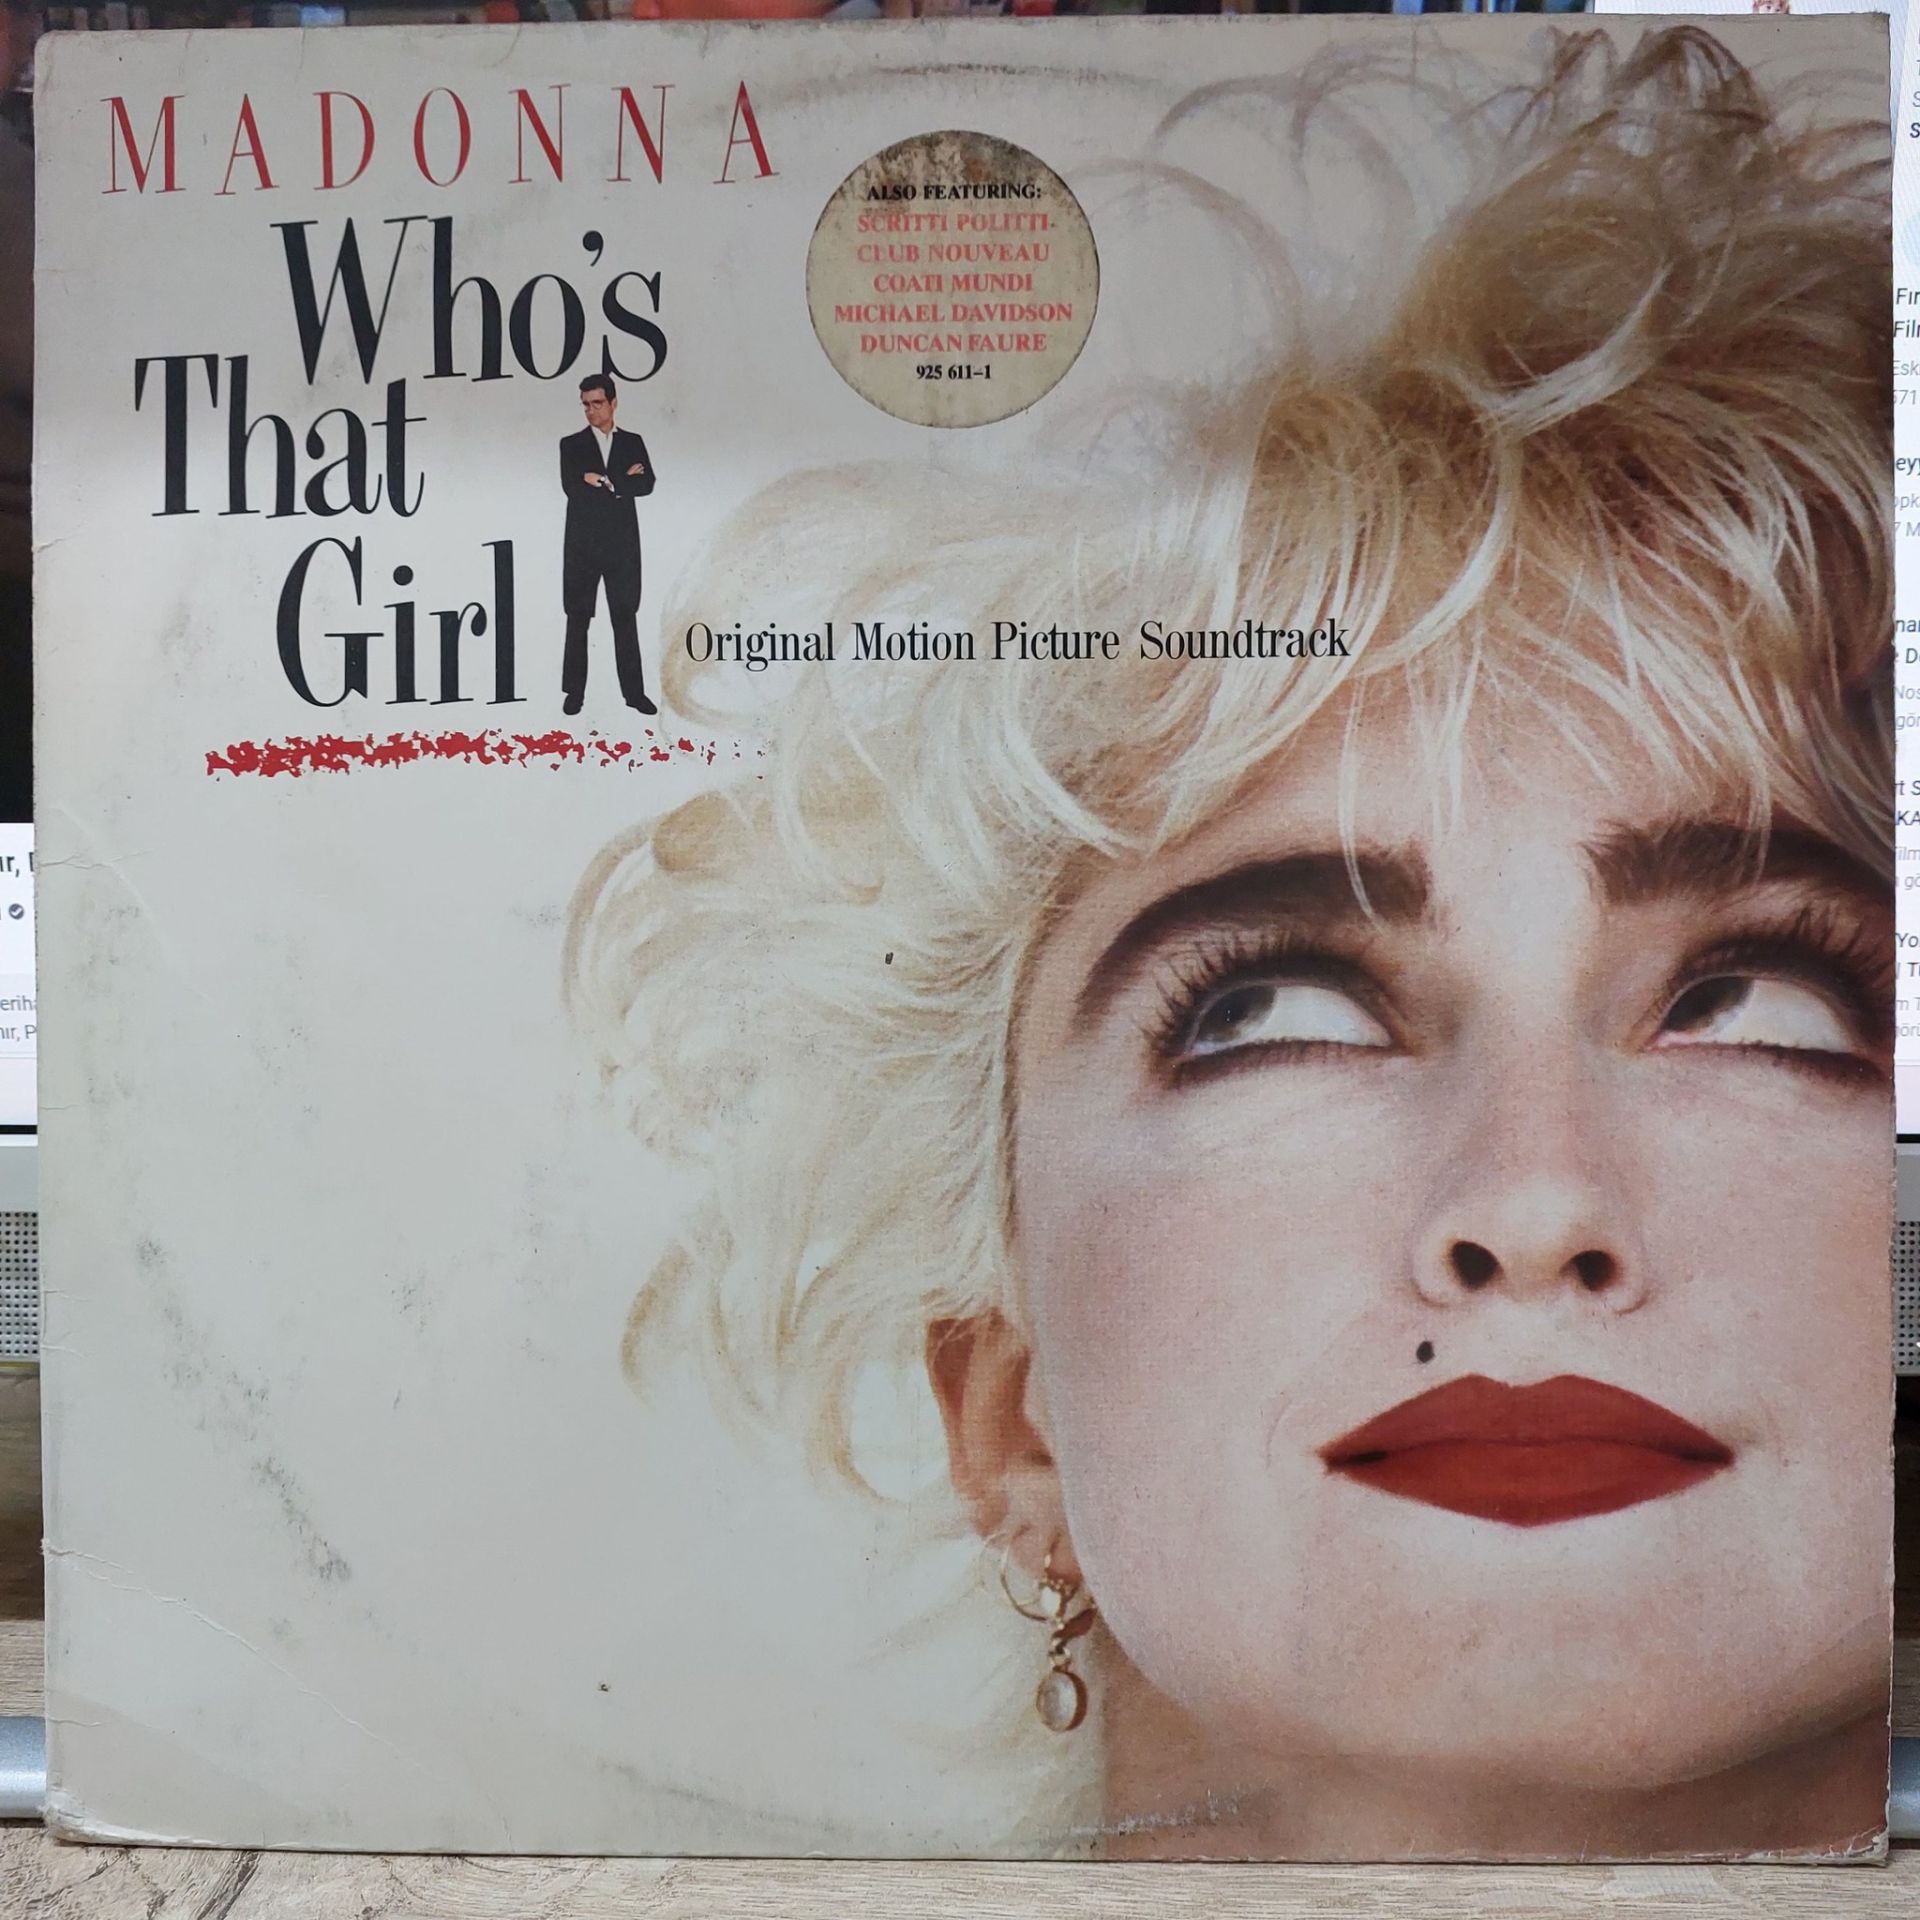 MADONNA
Who's
That
Girl
Original Motion Picture Soundtrack
ALSO FEATURING:
SCRITTI POLITTI
CLUB NOUVEAU
COATI MUNDI
MICHAEL DAVIDSON
DUNCAN FAURE
925 611-1